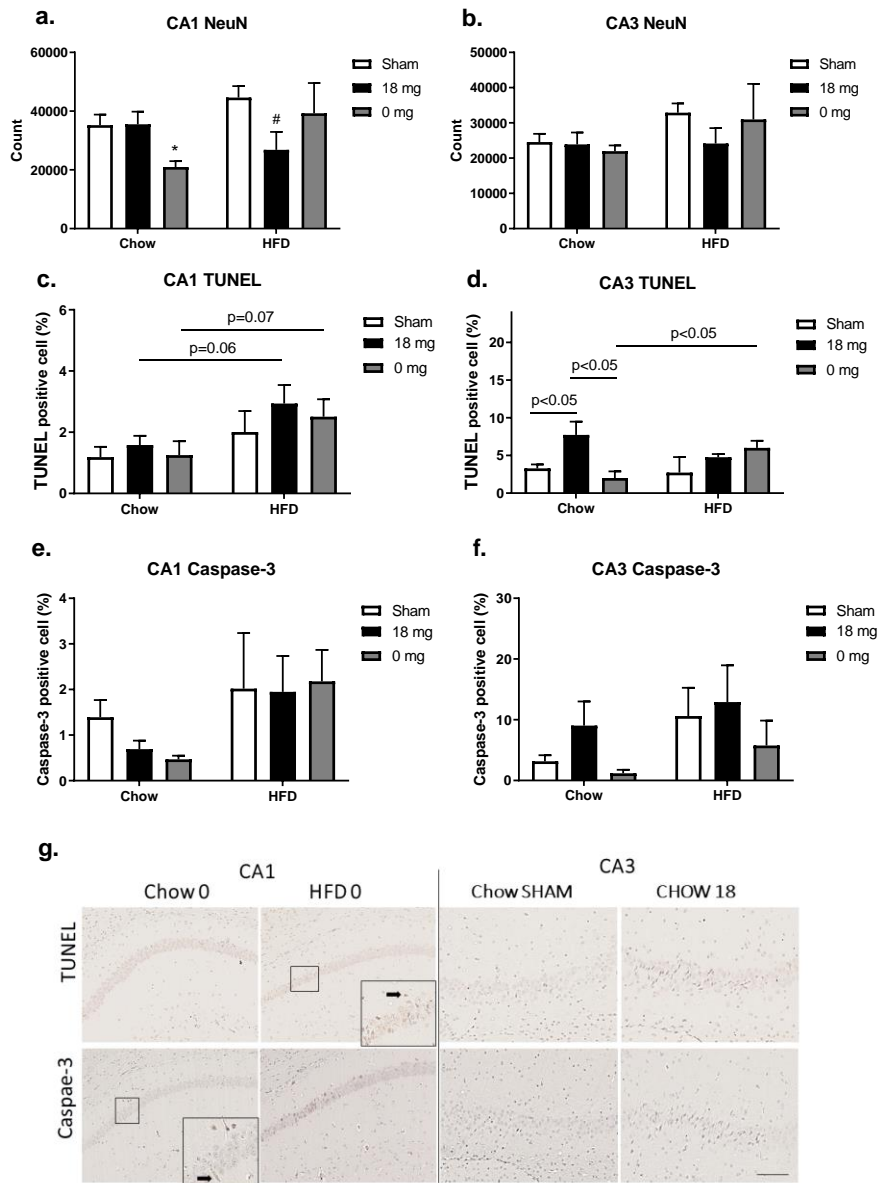 a.
CA1 NeuN
60000
40000
20000
0
Count
*
#
Chow
HFD
Sham
18 mg
0 mg
b.
CA3 NeuN
50000
40000
30000
20000
10000
0
Count
Chow
HFD
Sham
18 mg
0 mg
c.
CA1 TUNEL
6
4
2
0
TUNEL positive cell (%)
p=0.07
p=0.06
Chow
HFD
Sham
18 mg
0 mg
d.
CA3 TUNEL
20
15
10
5
0
TUNEL positive cell (%)
p<0.05
p<0.05
p<0.05
Chow
HFD
Sham
18 mg
0 mg
e.
CA1 Caspase-3
4
3
2
1
0
Caspase-3 positive cell (%)
Chow
HFD
Sham
18 mg
0 mg
f.
CA3 Caspase-3
30
20
10
0
Caspase-3 positive cell (%)
Chow
HFD
Sham
18 mg
0 mg
g.
CA1
CA3
Chow 0
HFD 0
Chow SHAM
CHOW 18
TUNEL
Caspae-3